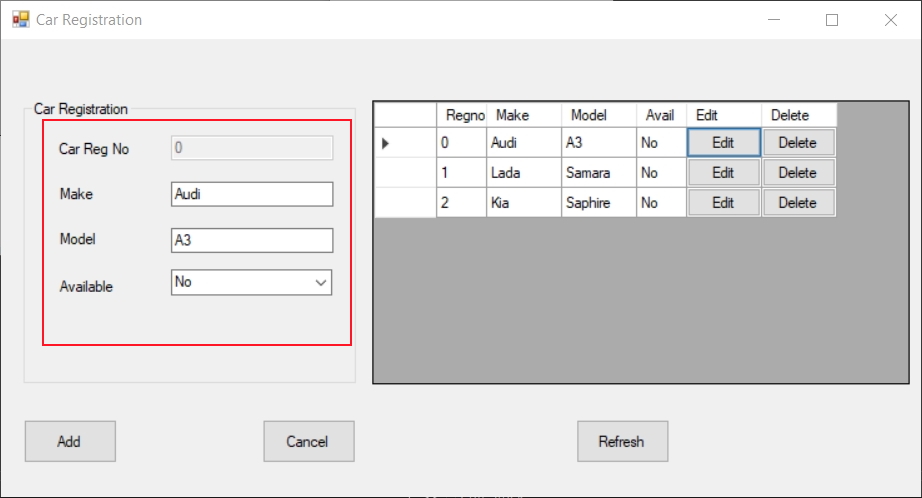 Car Registration
Car Registration
Car Reg No 0
Make Audi
Model A3
Available No
Regno Make Model Avail Edit Delete
0 Audi A3 No Edit Delete
1 Lada Samara No Edit Delete
2 Kia Saphire No Edit Delete
Add Cancel Refresh